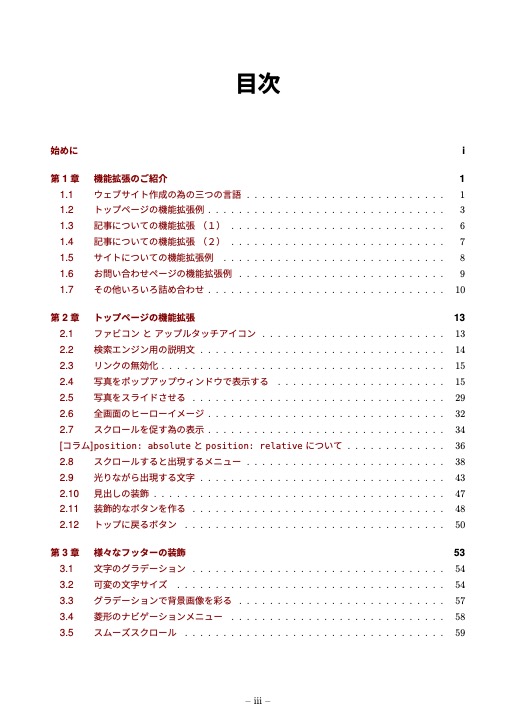 目次
始めに i
第 1 章 機能拡張のご紹介 1
1.1 ウェブサイト作成の為の三つの言語 . . . . . . . . . . . . . . . . . . . . . . . . . . 1
1.2 トップページの機能拡張例 . . . . . . . . . . . . . . . . . . . . . . . . . . . . . . 3
1.3 記事についての機能拡張 （１） . . . . . . . . . . . . . . . . . . . . . . . . . . . . 6
1.4 記事についての機能拡張 （２） . . . . . . . . . . . . . . . . . . . . . . . . . . . . 7
1.5 サイトについての機能拡張例 . . . . . . . . . . . . . . . . . . . . . . . . . . . . . 8
1.6 お問い合わせページの機能拡張例 . . . . . . . . . . . . . . . . . . . . . . . . . . . 9
1.7 その他いろいろ詰め合わせ . . . . . . . . . . . . . . . . . . . . . . . . . . . . . . 10
第 2 章 トップページの機能拡張 13
2.1 ファビコン と アップルタッチアイコン . . . . . . . . . . . . . . . . . . . . . . . . 13
2.2 検索エンジン用の説明文 . . . . . . . . . . . . . . . . . . . . . . . . . . . . . . . 14
2.3 リンクの無効化 . . . . . . . . . . . . . . . . . . . . . . . . . . . . . . . . . . . . 15
2.4 写真をポップアップウィンドウで表示する . . . . . . . . . . . . . . . . . . . . . . 15
2.5 写真をスライドさせる . . . . . . . . . . . . . . . . . . . . . . . . . . . . . . . . . 29
2.6 全画面のヒーローイメージ . . . . . . . . . . . . . . . . . . . . . . . . . . . . . . 32
2.7 スクロールを促す為の表示 . . . . . . . . . . . . . . . . . . . . . . . . . . . . . . 34
[コラム]position: absolute と position: relative について . . . . . . . . . . . . . 36
2.8 スクロールすると出現するメニュー . . . . . . . . . . . . . . . . . . . . . . . . . . 38
2.9 光りながら出現する文字 . . . . . . . . . . . . . . . . . . . . . . . . . . . . . . . 43
2.10 見出しの装飾 . . . . . . . . . . . . . . . . . . . . . . . . . . . . . . . . . . . . . 47
2.11 装飾的なボタンを作る . . . . . . . . . . . . . . . . . . . . . . . . . . . . . . . . . 48
2.12 トップに戻るボタン . . . . . . . . . . . . . . . . . . . . . . . . . . . . . . . . . . 50
第 3 章 様々なフッターの装飾 53
3.1 文字のグラデーション . . . . . . . . . . . . . . . . . . . . . . . . . . . . . . . . . 54
3.2 可変の文字サイズ . . . . . . . . . . . . . . . . . . . . . . . . . . . . . . . . . . . 54
3.3 グラデーションで背景画像を彩る . . . . . . . . . . . . . . . . . . . . . . . . . . . 57
3.4 菱形のナビゲーションメニュー . . . . . . . . . . . . . . . . . . . . . . . . . . . . 58
3.5 スムーズスクロール . . . . . . . . . . . . . . . . . . . . . . . . . . . . . . . . . . 59
– iii –